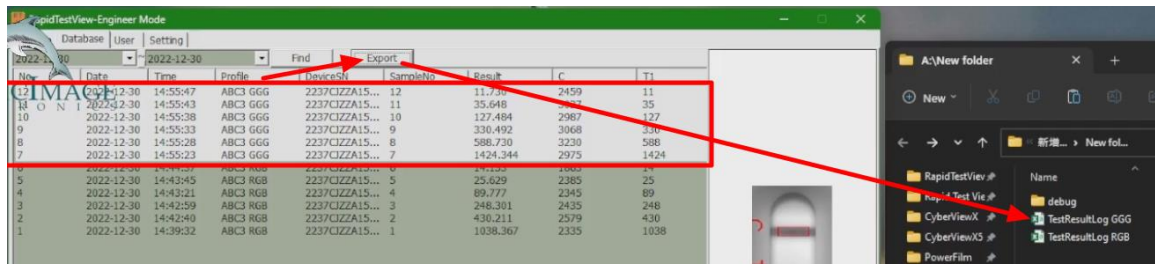 RapidTestView-Engineer Mode
Database User Setting
2022-12-30 ~ 2022-12-30 Find Export
No Date Time Profile DeviceSN SampleNo Result C T1
12 2022-12-30 14:55:47 ABC3 GGG 2237CJZZA15... 12 11.730 2459 11
11 2022-12-30 14:55:43 ABC3 GGG 2237CJZZA15... 11 35.648 35
10 2022-12-30 14:55:38 ABC3 GGG 2237CJZZA15... 10 127.484 2987 127
9 2022-12-30 14:55:33 ABC3 GGG 2237CJZZA15... 9 330.492 3068 330
8 2022-12-30 14:55:28 ABC3 GGG 2237CJZZA15... 8 588.730 3230 588
7 2022-12-30 14:55:23 ABC3 GGG 2237CJZZA15... 7 1424.344 2975 1424
5 2022-12-30 14:43:45 ABC3 RGB 2237CJZZA15... 5 25.629 2385 25
4 2022-12-30 14:43:21 ABC3 RGB 2237CJZZA15... 4 89.777 2345 89
3 2022-12-30 14:42:59 ABC3 RGB 2237CJZZA15... 3 248.301 2435 248
2 2022-12-30 14:42:40 ABC3 RGB 2237CJZZA15... 2 430.211 2579 430
1 2022-12-30 14:39:32 ABC3 RGB 2237CJZZA15... 1 1038.367 2335 1038
CIMAGE
RONI
A:\New folder
New
新增... › New fol...
RapidTestViev
Rapid Test Vie
CyberViewX
CyberViewX5
PowerFilm
Name
debug
TestResultLog GGG
TestResultLog RGB